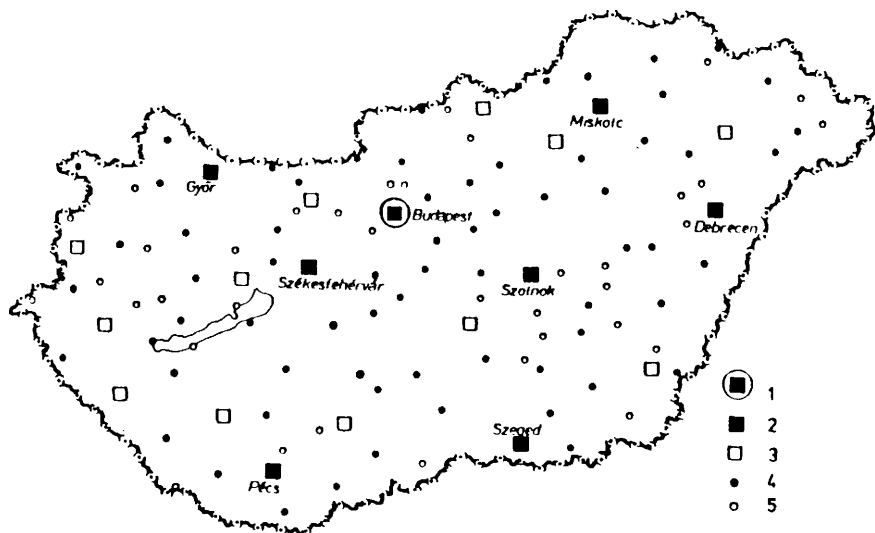 Miskolc
Győr
Budapest
Debrecen
Székesfehérvár
Szolnok
Szeged
Pécs
1
2
3
4
5